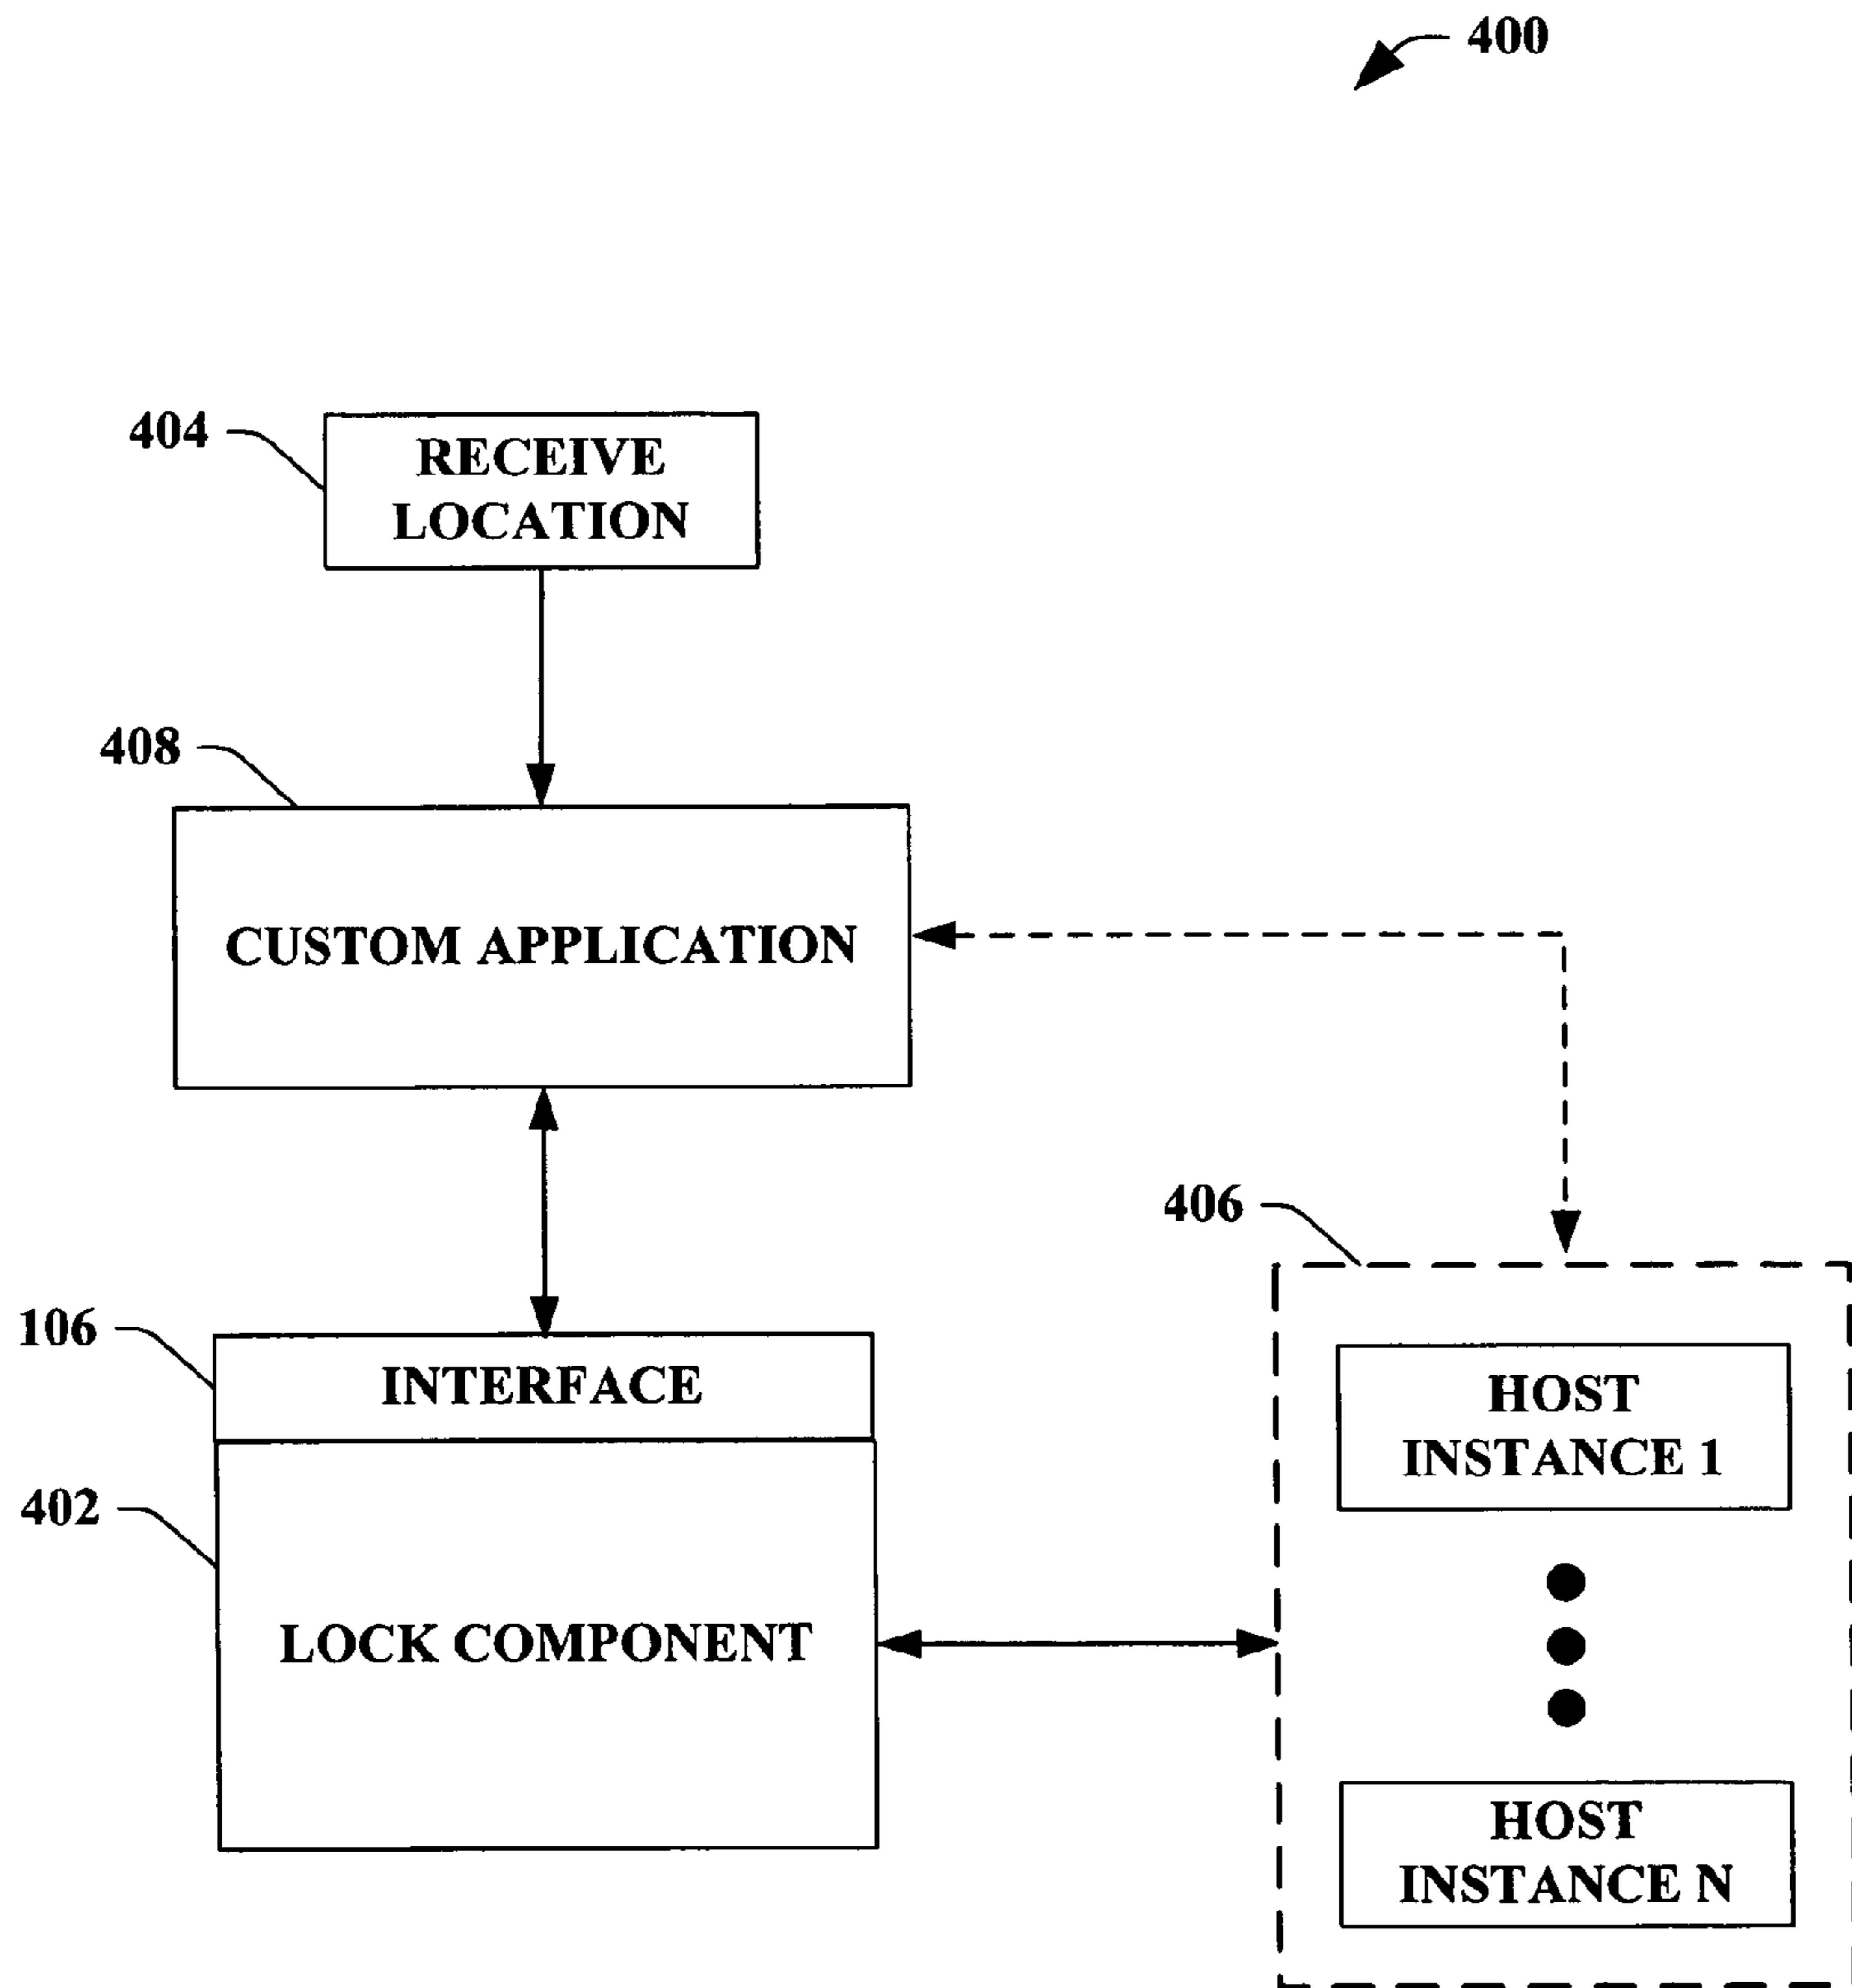 400
404
RECEIVE
LOCATION
408
CUSTOM APPLICATION
406
106
INTERFACE
HOST
INSTANCE 1
402
LOCK COMPONENT
HOST
INSTANCE N